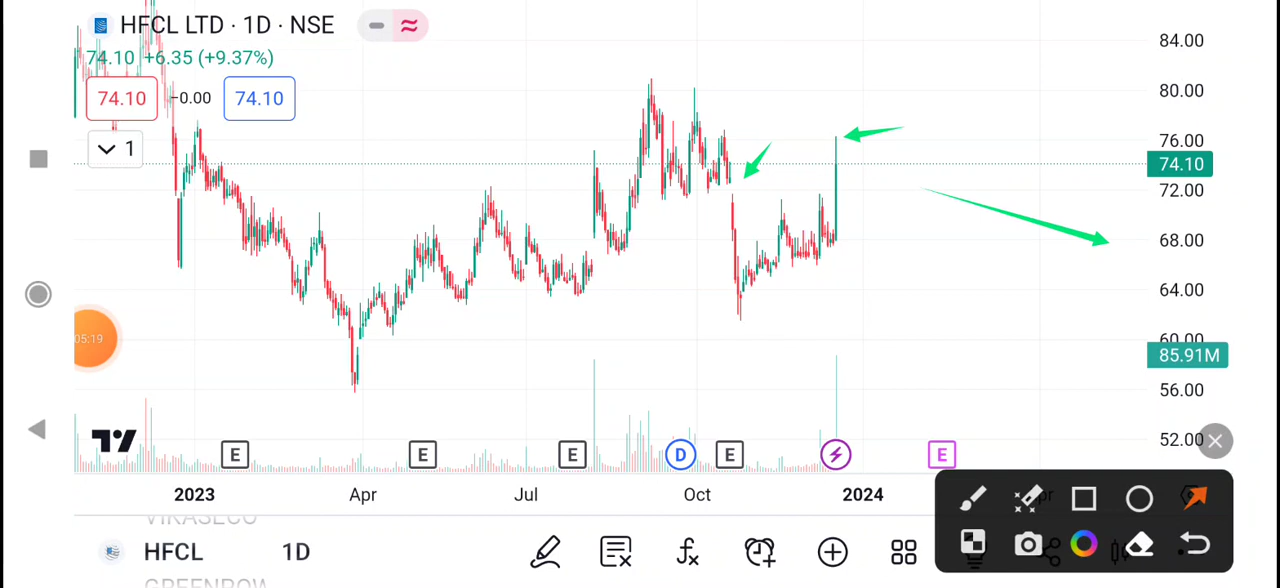 HFCL LTD · 1D · NSE
74.10 +6.35 (+9.37%)
74.10 −0.00 74.10
1
84.00
80.00
76.00
74.10
72.00
68.00
64.00
60.00
85.91M
56.00
52.00
05:19
E E E D E E
2023 Apr Jul Oct 2024
VIKASECO
HFCL 1D
GREENROW